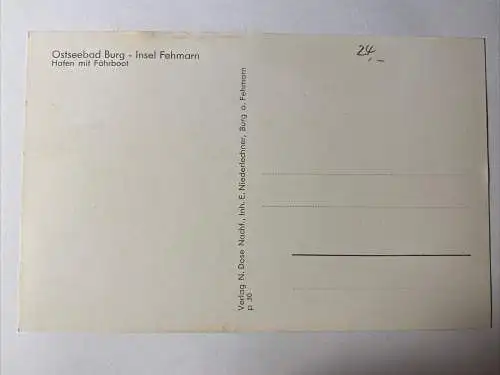 Ostseebad Burg - Insel Fehmarn
Hafen mit Fährboot
24,-
Verlag N. Dose Nachf., Inh. E. Niederlechner, Burg a. Fehmarn
p 30